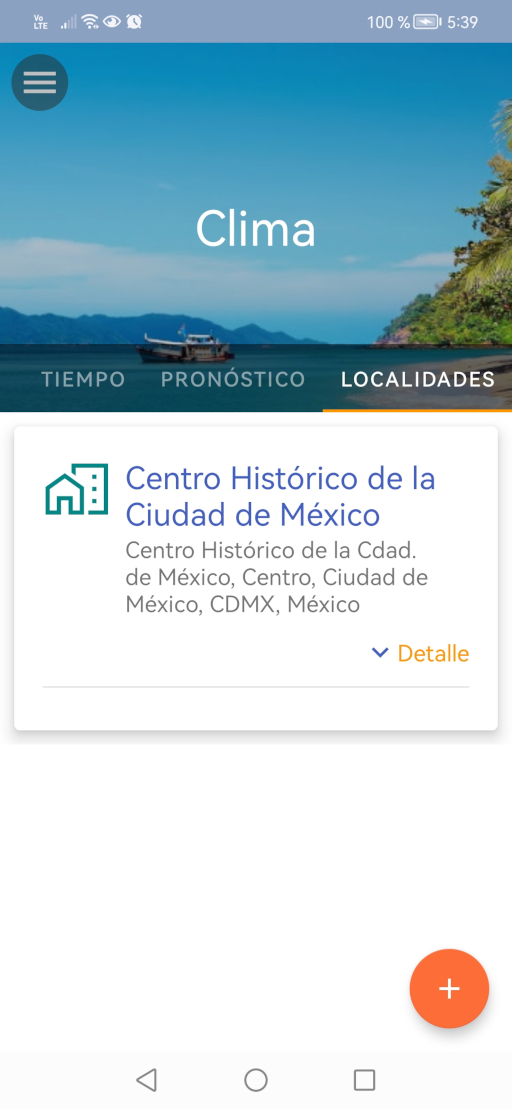 Vo
LTE
100 % 5:39
Clima
TIEMPO PRONÓSTICO LOCALIDADES
Centro Histórico de la
Ciudad de México
Centro Histórico de la Cdad.
de México, Centro, Ciudad de
México, CDMX, México
Detalle
+